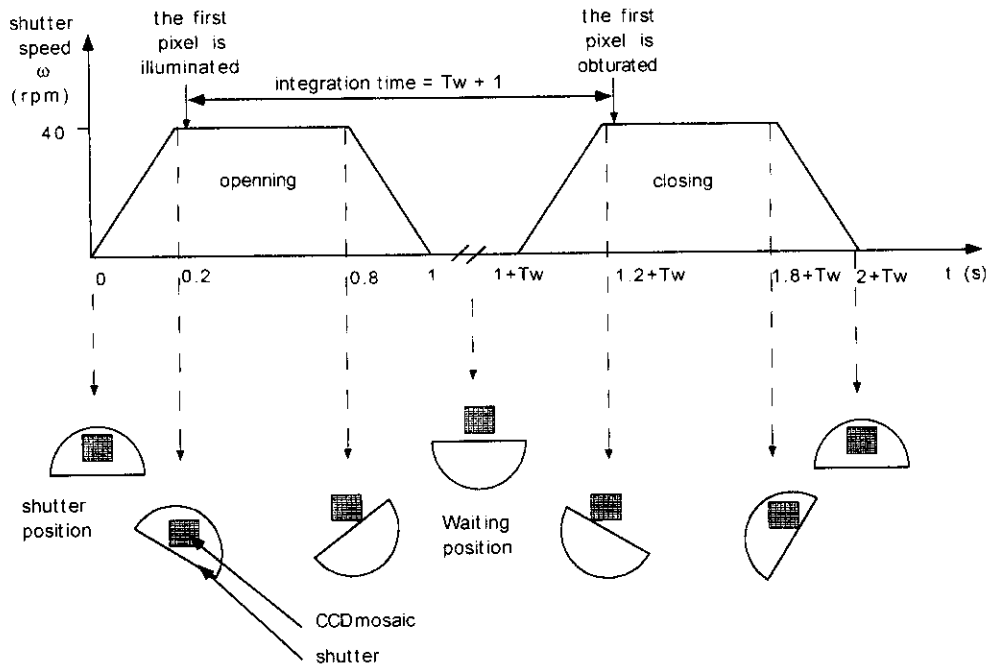 shutter
speed
ω
(rpm)
the first
pixel is
illuminated
the first
pixel is
obturated
integration time = Tw + 1
40
openning
closing
0
0.2
0.8
1
1+Tw
1.2+Tw
1.8+Tw
2+Tw
t (s)
shutter
position
Waiting
position
CCDmosaic
shutter